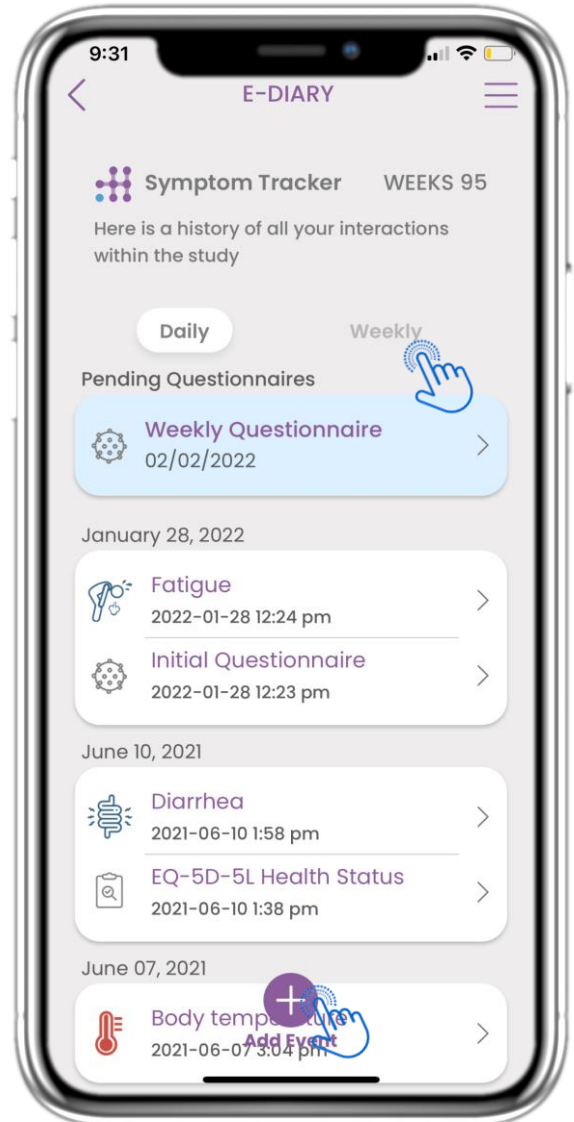 9:31
E-DIARY
Symptom Tracker WEEKS 95
Here is a history of all your interactions
within the study
Daily Weekly
Pending Questionnaires
Weekly Questionnaire
02/02/2022
January 28, 2022
Fatigue
2022-01-28 12:24 pm
Initial Questionnaire
2022-01-28 12:23 pm
June 10, 2021
Diarrhea
2021-06-10 1:58 pm
EQ-5D-5L Health Status
2021-06-10 1:38 pm
June 07, 2021
Body temperature
2021-06-07 3:04 pm
Add Event